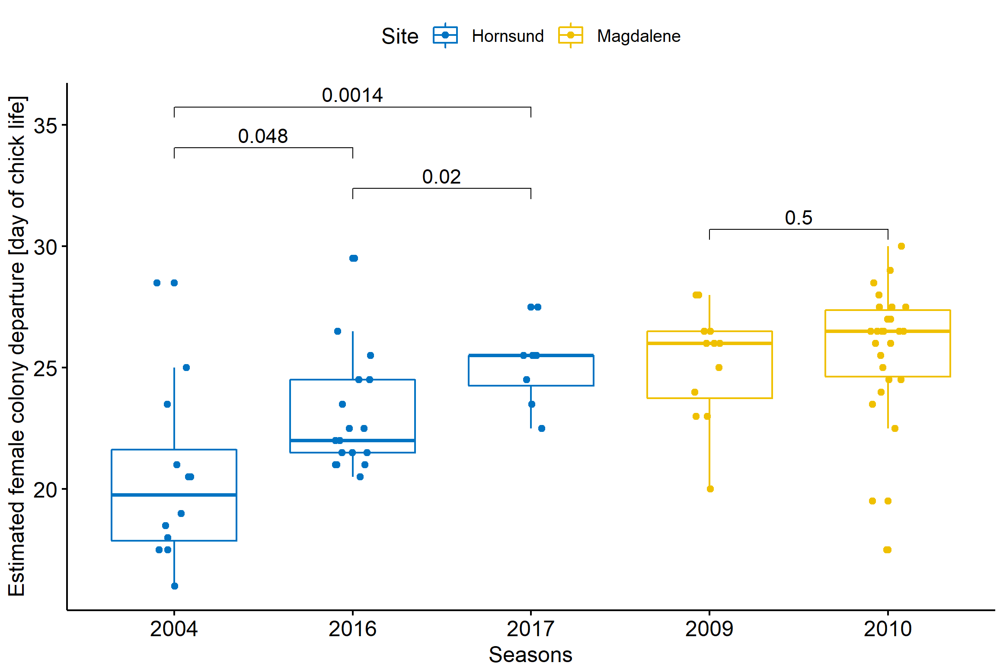 Site Hornsund Magdalene
Estimated female colony departure [day of chick life]
35
30
25
20
0.0014
0.048
0.02
0.5
2004 2016 2017 2009 2010
Seasons